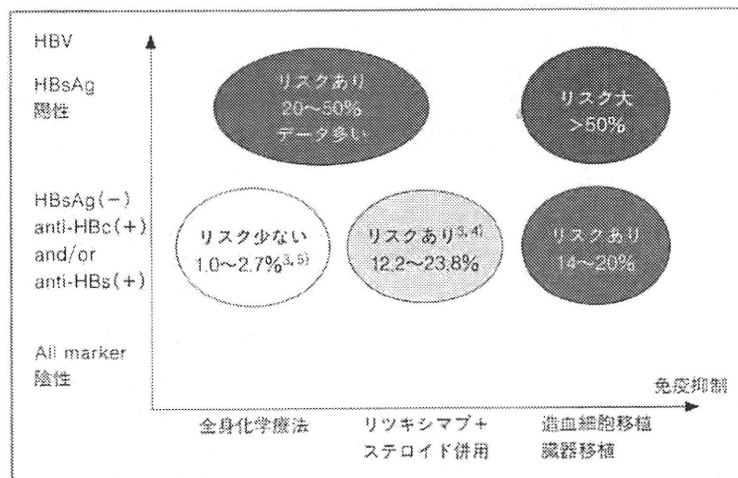 HBV
HBsAg
陽性
リスクあり
20〜50%
データ多い
リスク大
>50%
HBsAg(−)
anti-HBc(+)
and/or
anti-HBs(+)
リスク少ない
1.0〜2.7%3, 5)
リスクあり3, 4)
12.2〜23.8%
リスクあり
14〜20%
All marker
陰性
免疫抑制
全身化学療法
リツキシマブ+
ステロイド併用
造血細胞移植
臓器移植